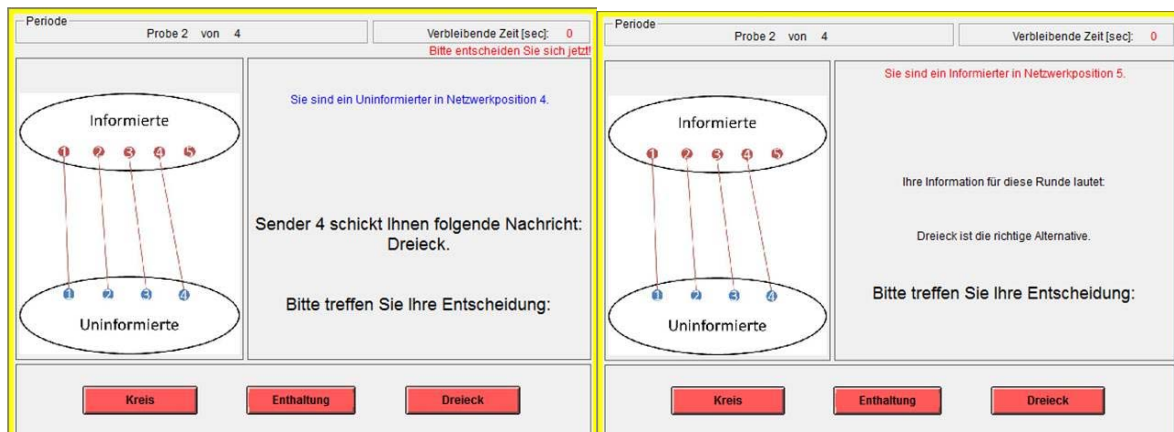 Periode
Probe 2 von 4
Verbleibende Zeit [sec]: 0
Bitte entscheiden Sie sich jetzt!
Informierte
1 2 3 4 5
1 2 3 4
Uninformierte
Sie sind ein Uninformierter in Netzwerkposition 4.
Sender 4 schickt Ihnen folgende Nachricht:
Dreieck.
Bitte treffen Sie Ihre Entscheidung:
Kreis
Enthaltung
Dreieck
Periode
Probe 2 von 4
Verbleibende Zeit [sec]: 0
Informierte
1 2 3 4 5
1 2 3 4
Uninformierte
Sie sind ein Informierter in Netzwerkposition 5.
Ihre Information für diese Runde lautet:
Dreieck ist die richtige Alternative.
Bitte treffen Sie Ihre Entscheidung:
Kreis
Enthaltung
Dreieck